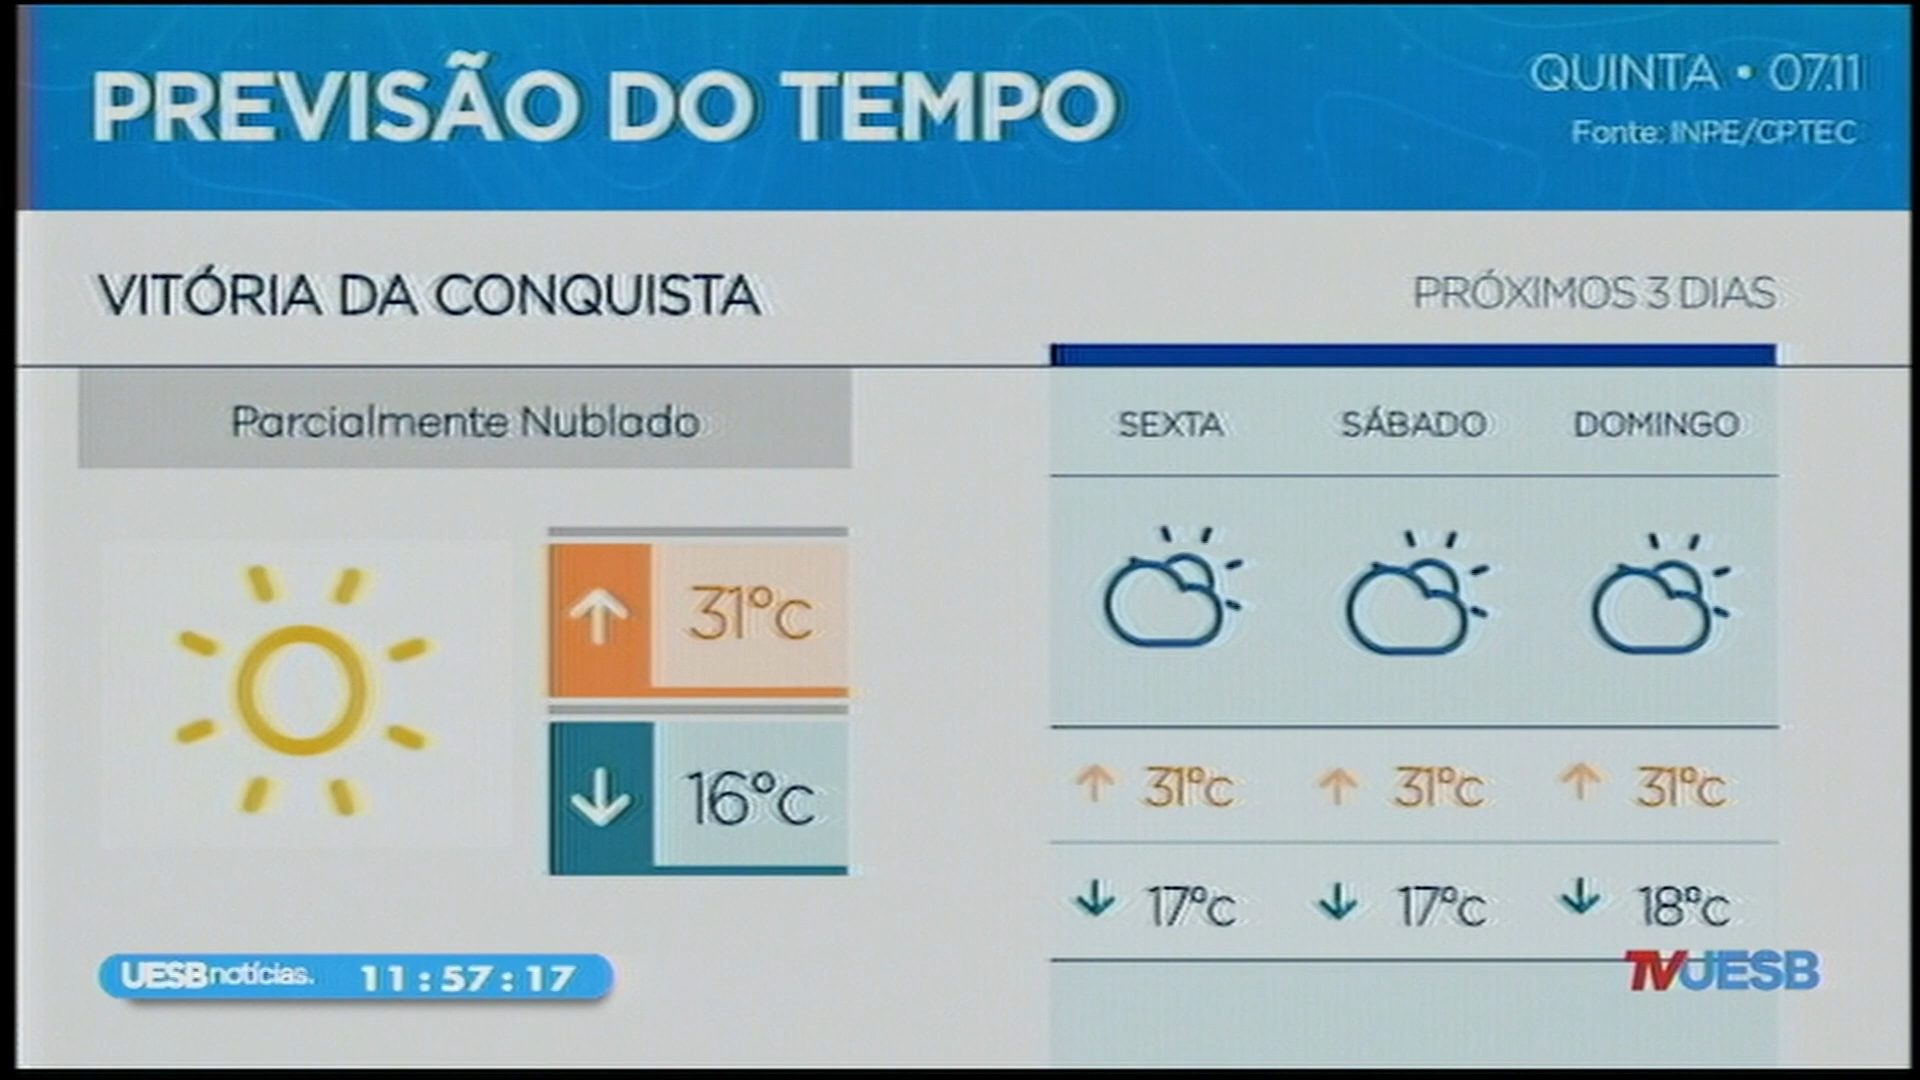 PREVISÃO DO TEMPO
QUINTA • 07.11
Fonte: INPE/CPTEC
VITÓRIA DA CONQUISTA
PRÓXIMOS 3 DIAS
Parcialmente Nublado
31°c
16°c
SEXTA SÁBADO DOMINGO
31°c 31°c 31°c
17°c 17°c 18°c
UESBnotícias. 11:57:17
TVUESB